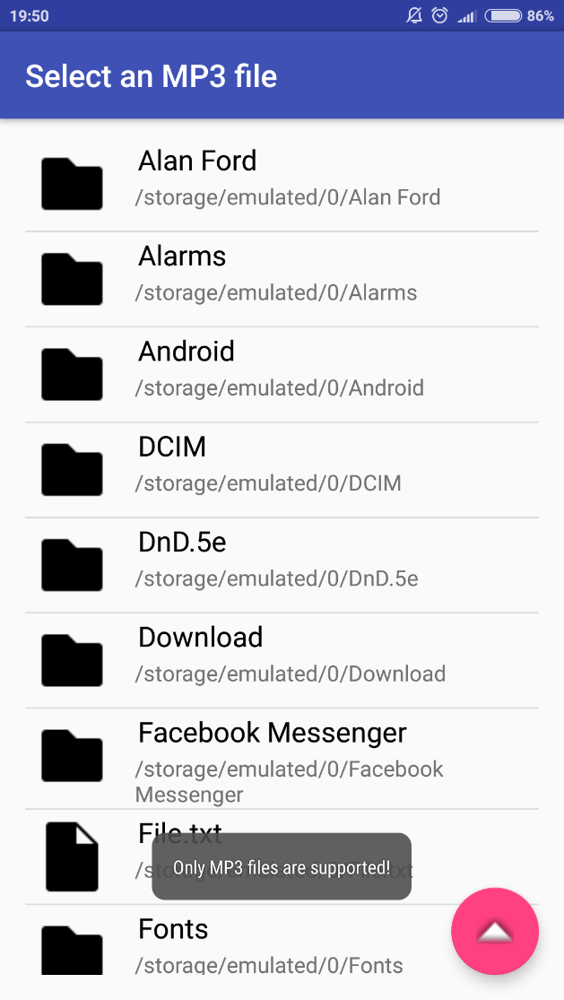 19:50
86%
Select an MP3 file
Alan Ford
/storage/emulated/0/Alan Ford
Alarms
/storage/emulated/0/Alarms
Android
/storage/emulated/0/Android
DCIM
/storage/emulated/0/DCIM
DnD.5e
/storage/emulated/0/DnD.5e
Download
/storage/emulated/0/Download
Facebook Messenger
/storage/emulated/0/Facebook
Messenger
File.txt
Only MP3 files are supported!
Fonts
/storage/emulated/0/Fonts